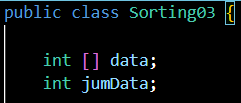 public class Sorting03 {
int [] data;
int jumData;